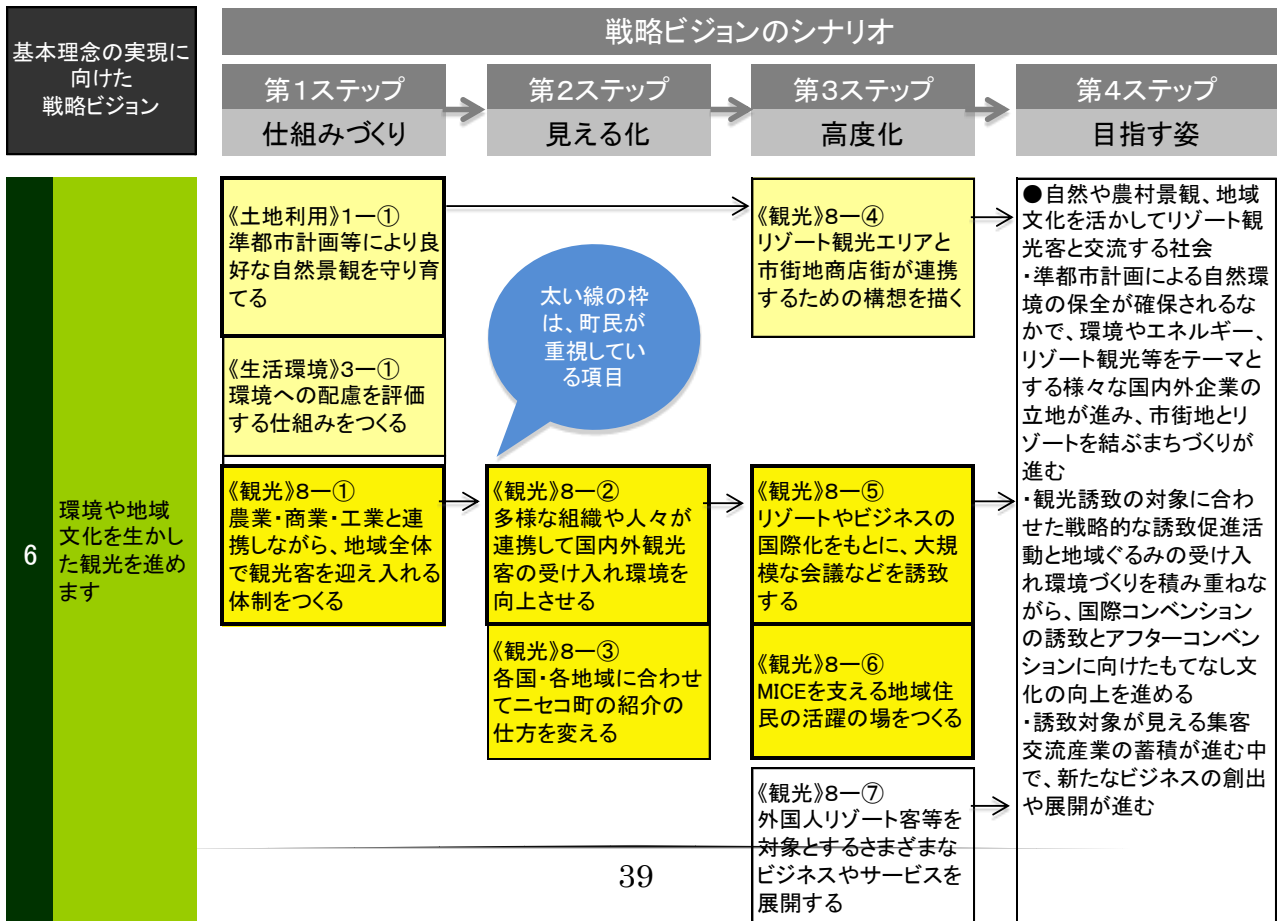 基本理念の実現に
向けた
戦略ビジョン
戦略ビジョンのシナリオ
第1ステップ
仕組みづくり
第2ステップ
見える化
第3ステップ
高度化
第4ステップ
目指す姿
6
環境や地域
文化を生かし
た観光を進め
ます
《土地利用》1ー①
準都市計画等により良
好な自然景観を守り育
てる
《生活環境》3ー①
環境への配慮を評価
する仕組みをつくる
《観光》8ー①
農業・商業・工業と連
携しながら、地域全体
で観光客を迎え入れる
体制をつくる
太い線の枠
は、町民が
重視してい
る項目
《観光》8ー②
多様な組織や人々が
連携して国内外観光
客の受け入れ環境を
向上させる
《観光》8ー③
各国・各地域に合わせ
てニセコ町の紹介の
仕方を変える
《観光》8ー④
リゾート観光エリアと
市街地商店街が連携
するための構想を描く
《観光》8ー⑤
リゾートやビジネスの
国際化をもとに、大規
模な会議などを誘致
する
《観光》8ー⑥
MICEを支える地域住
民の活躍の場をつくる
《観光》8ー⑦
外国人リゾート客等を
対象とするさまざまな
ビジネスやサービスを
展開する
●自然や農村景観、地域
文化を活かしてリゾート観
光客と交流する社会
・準都市計画による自然環
境の保全が確保されるな
かで、環境やエネルギー、
リゾート観光等をテーマと
する様々な国内外企業の
立地が進み、市街地とリ
ゾートを結ぶまちづくりが
進む
・観光誘致の対象に合わ
せた戦略的な誘致促進活
動と地域ぐるみの受け入
れ環境づくりを積み重ねな
がら、国際コンベンション
の誘致とアフターコンベン
ションに向けたもてなし文
化の向上を進める
・誘致対象が見える集客
交流産業の蓄積が進む中
で、新たなビジネスの創出
や展開が進む
39